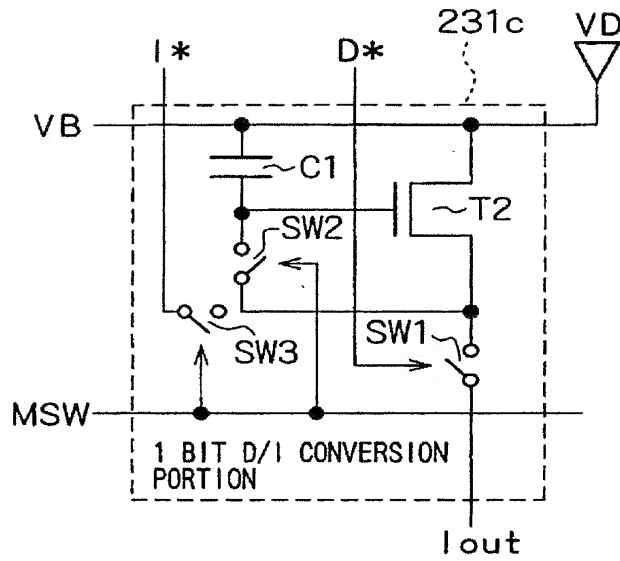 231c
VD
I*
D*
VB
C1
T2
SW2
SW1
SW3
MSW
1 BIT D/I CONVERSION
PORTION
Iout